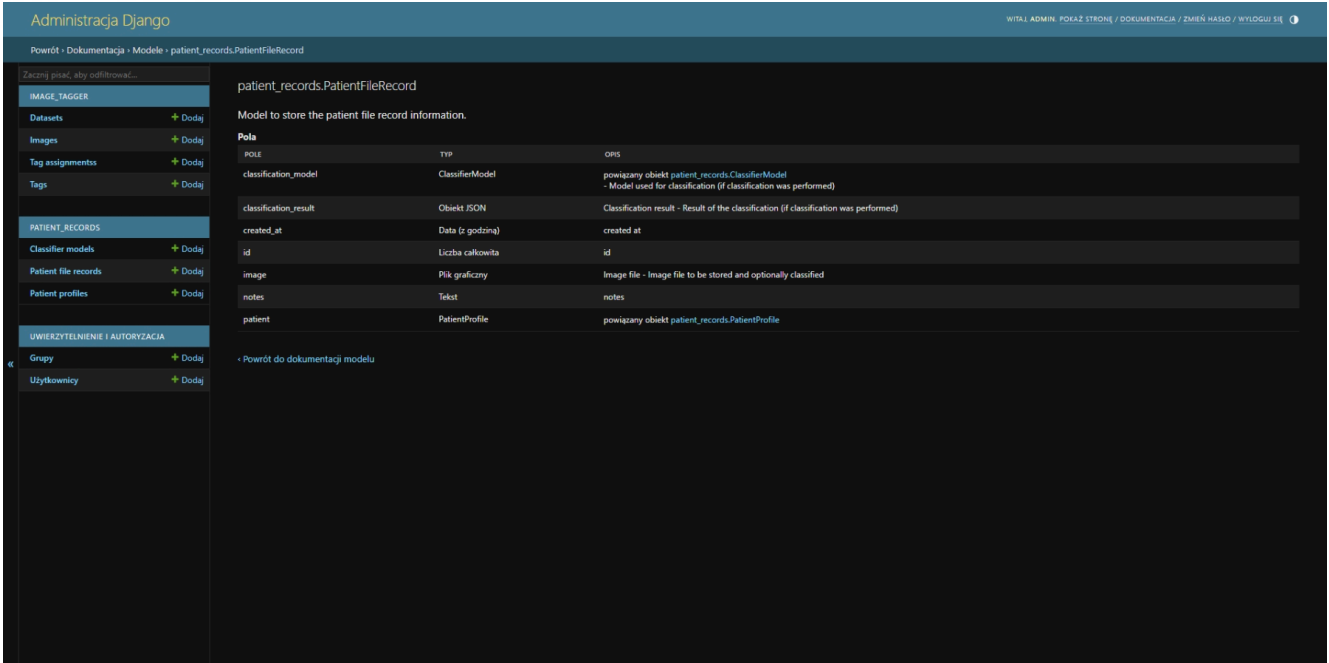 Administracja Django
WITAJ, ADMIN. POKAŻ STRONĘ / DOKUMENTACJA / ZMIEŃ HASŁO / WYLOGUJ SIĘ
Powrót › Dokumentacja › Modele › patient_records.PatientFileRecord
Zacznij pisać, aby odfiltrować...
IMAGE_TAGGER
Datasets + Dodaj
Images + Dodaj
Tag assignmentss + Dodaj
Tags + Dodaj
PATIENT_RECORDS
Classifier models + Dodaj
Patient file records + Dodaj
Patient profiles + Dodaj
UWIERZYTELNIENIE I AUTORYZACJA
Grupy + Dodaj
Użytkownicy + Dodaj
«
patient_records.PatientFileRecord
Model to store the patient file record information.
Pola
POLE TYP OPIS
classification_model ClassifierModel powiązany obiekt patient_records.ClassifierModel
- Model used for classification (if classification was performed)
classification_result Obiekt JSON Classification result - Result of the classification (if classification was performed)
created_at Data (z godziną) created at
id Liczba całkowita id
image Plik graficzny Image file - Image file to be stored and optionally classified
notes Tekst notes
patient PatientProfile powiązany obiekt patient_records.PatientProfile
‹ Powrót do dokumentacji modelu